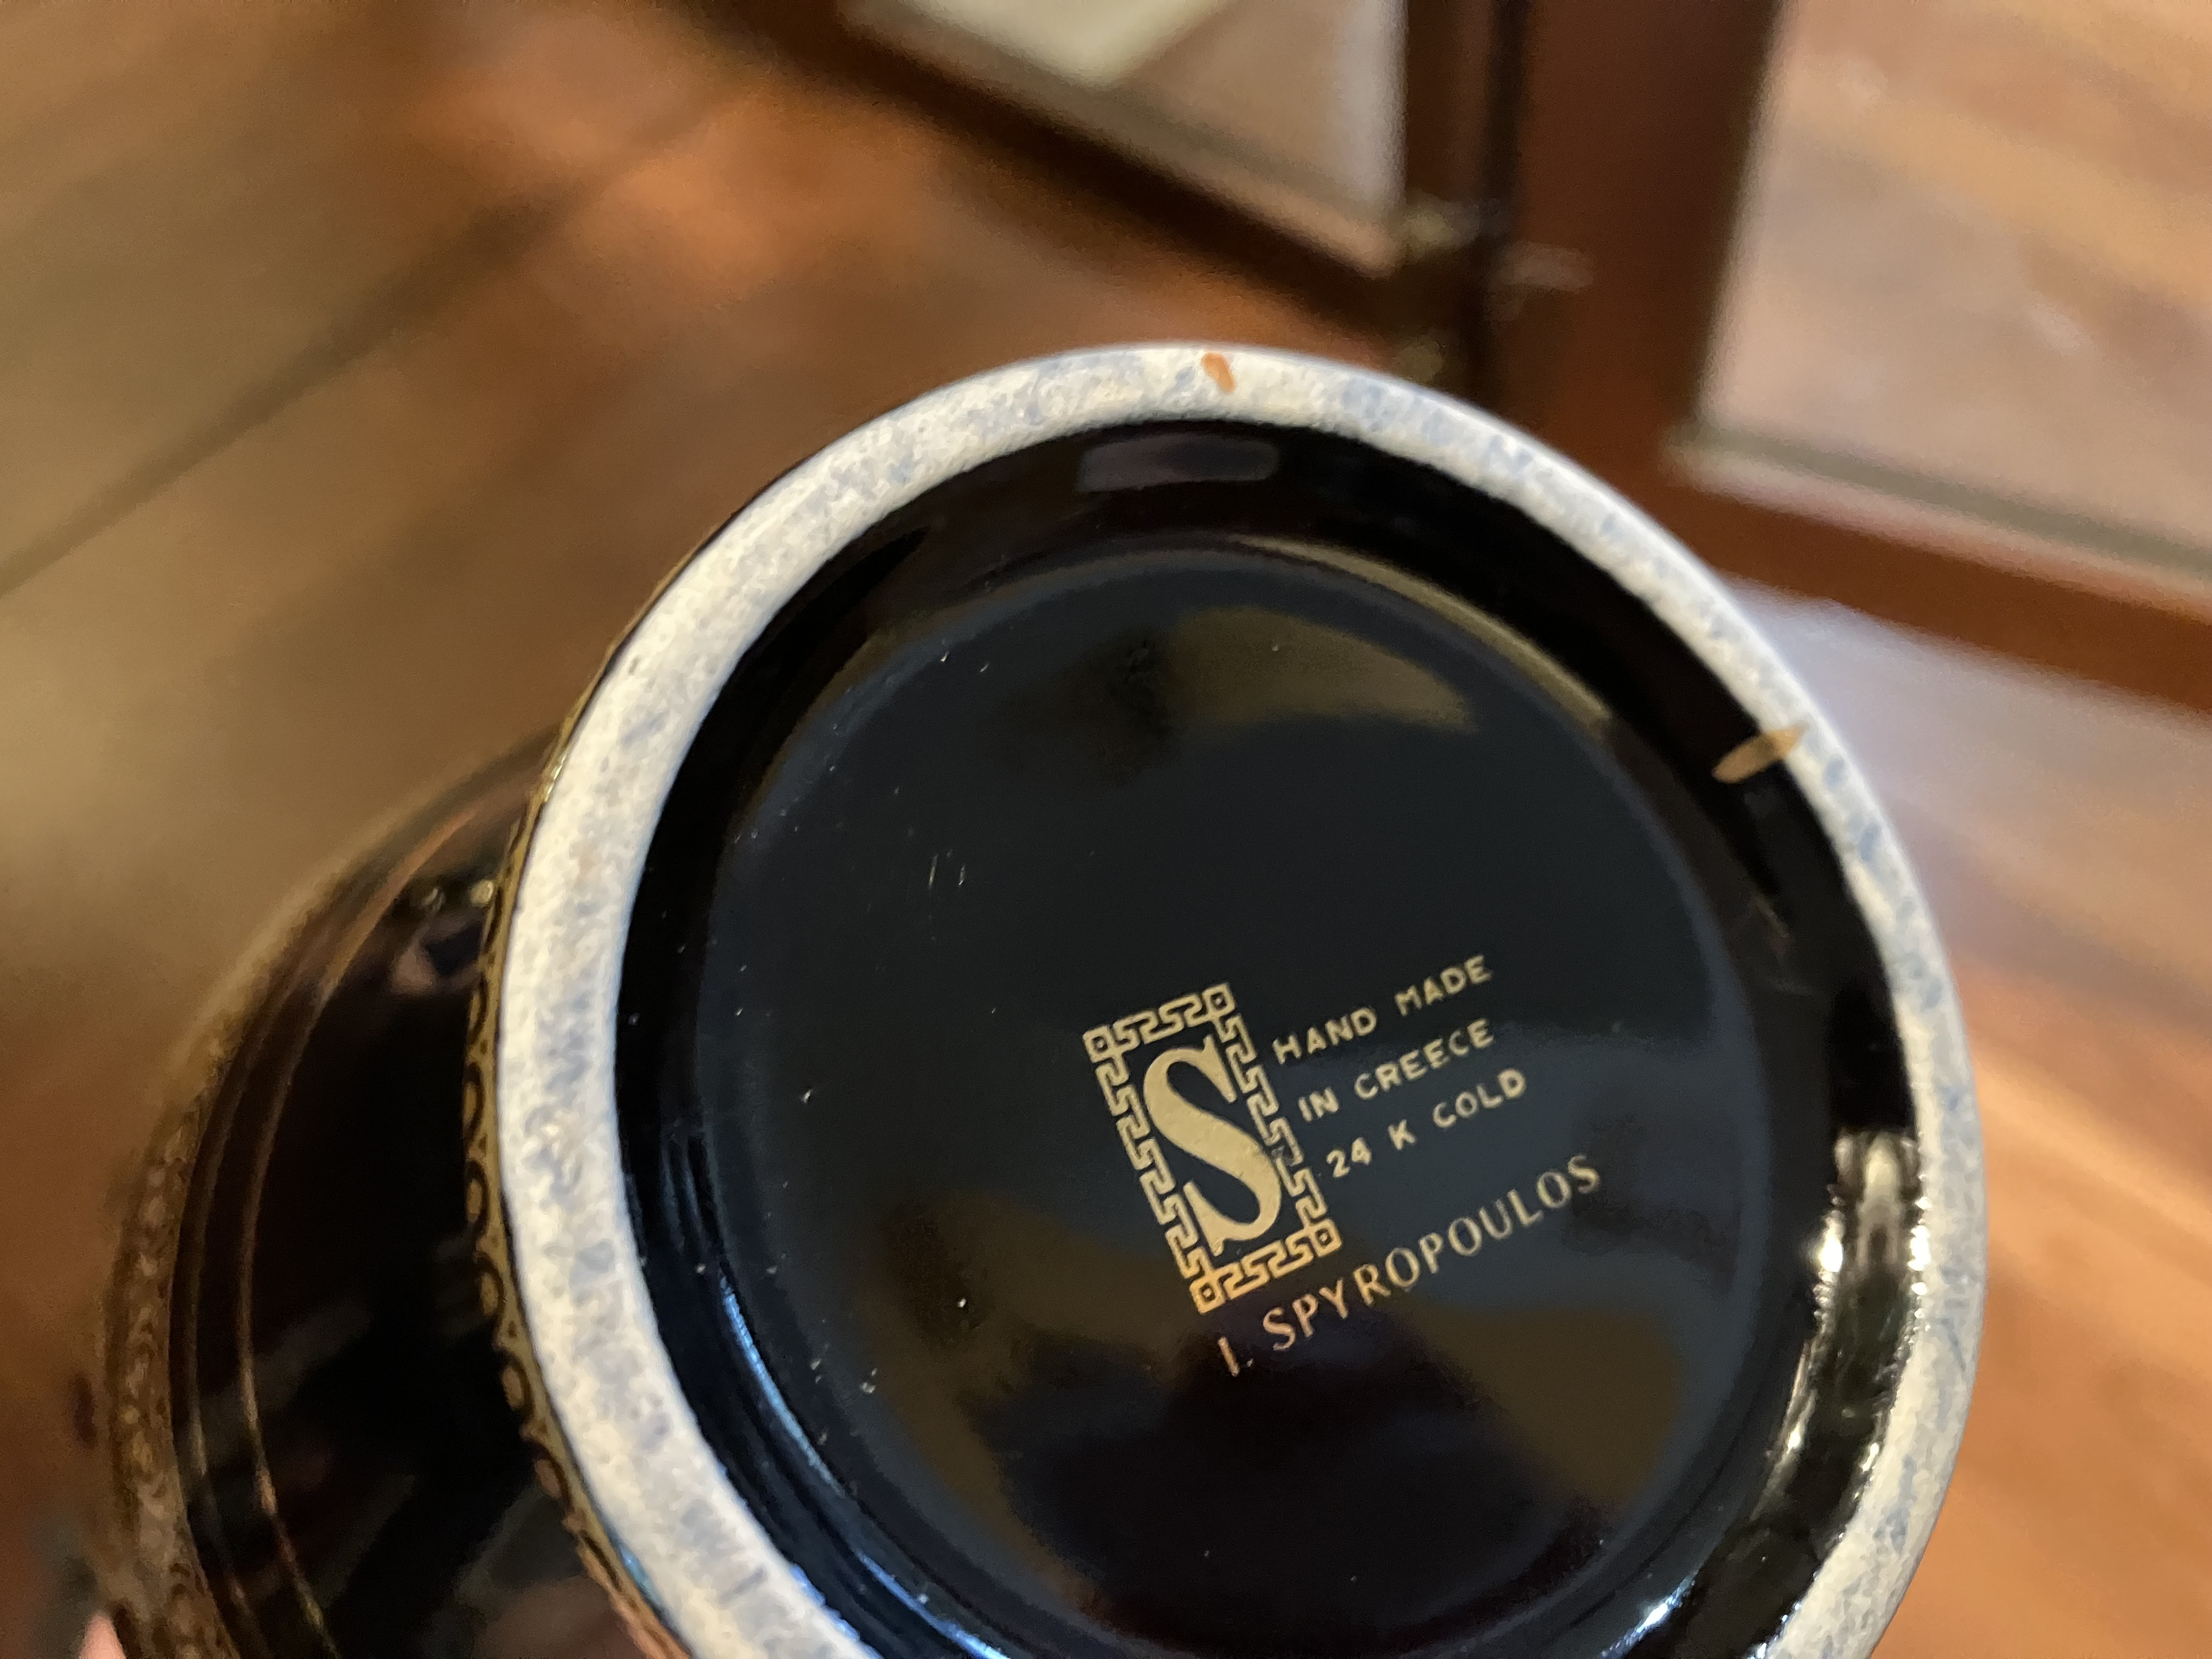 S
HAND MADE
IN GREECE
24 K GOLD
I. SPYROPOULOS